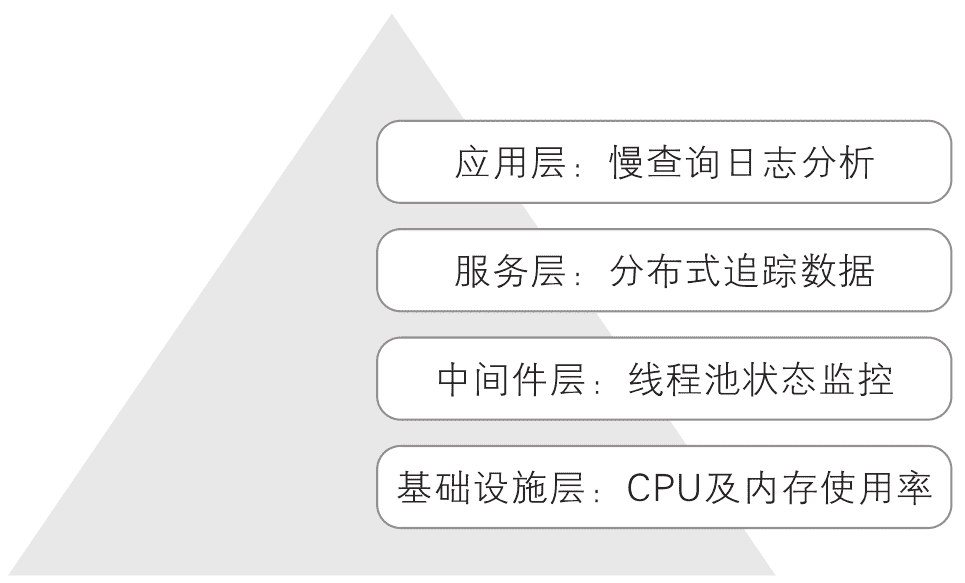 应用层：慢查询日志分析
服务层：分布式追踪数据
中间件层：线程池状态监控
基础设施层：CPU及内存使用率